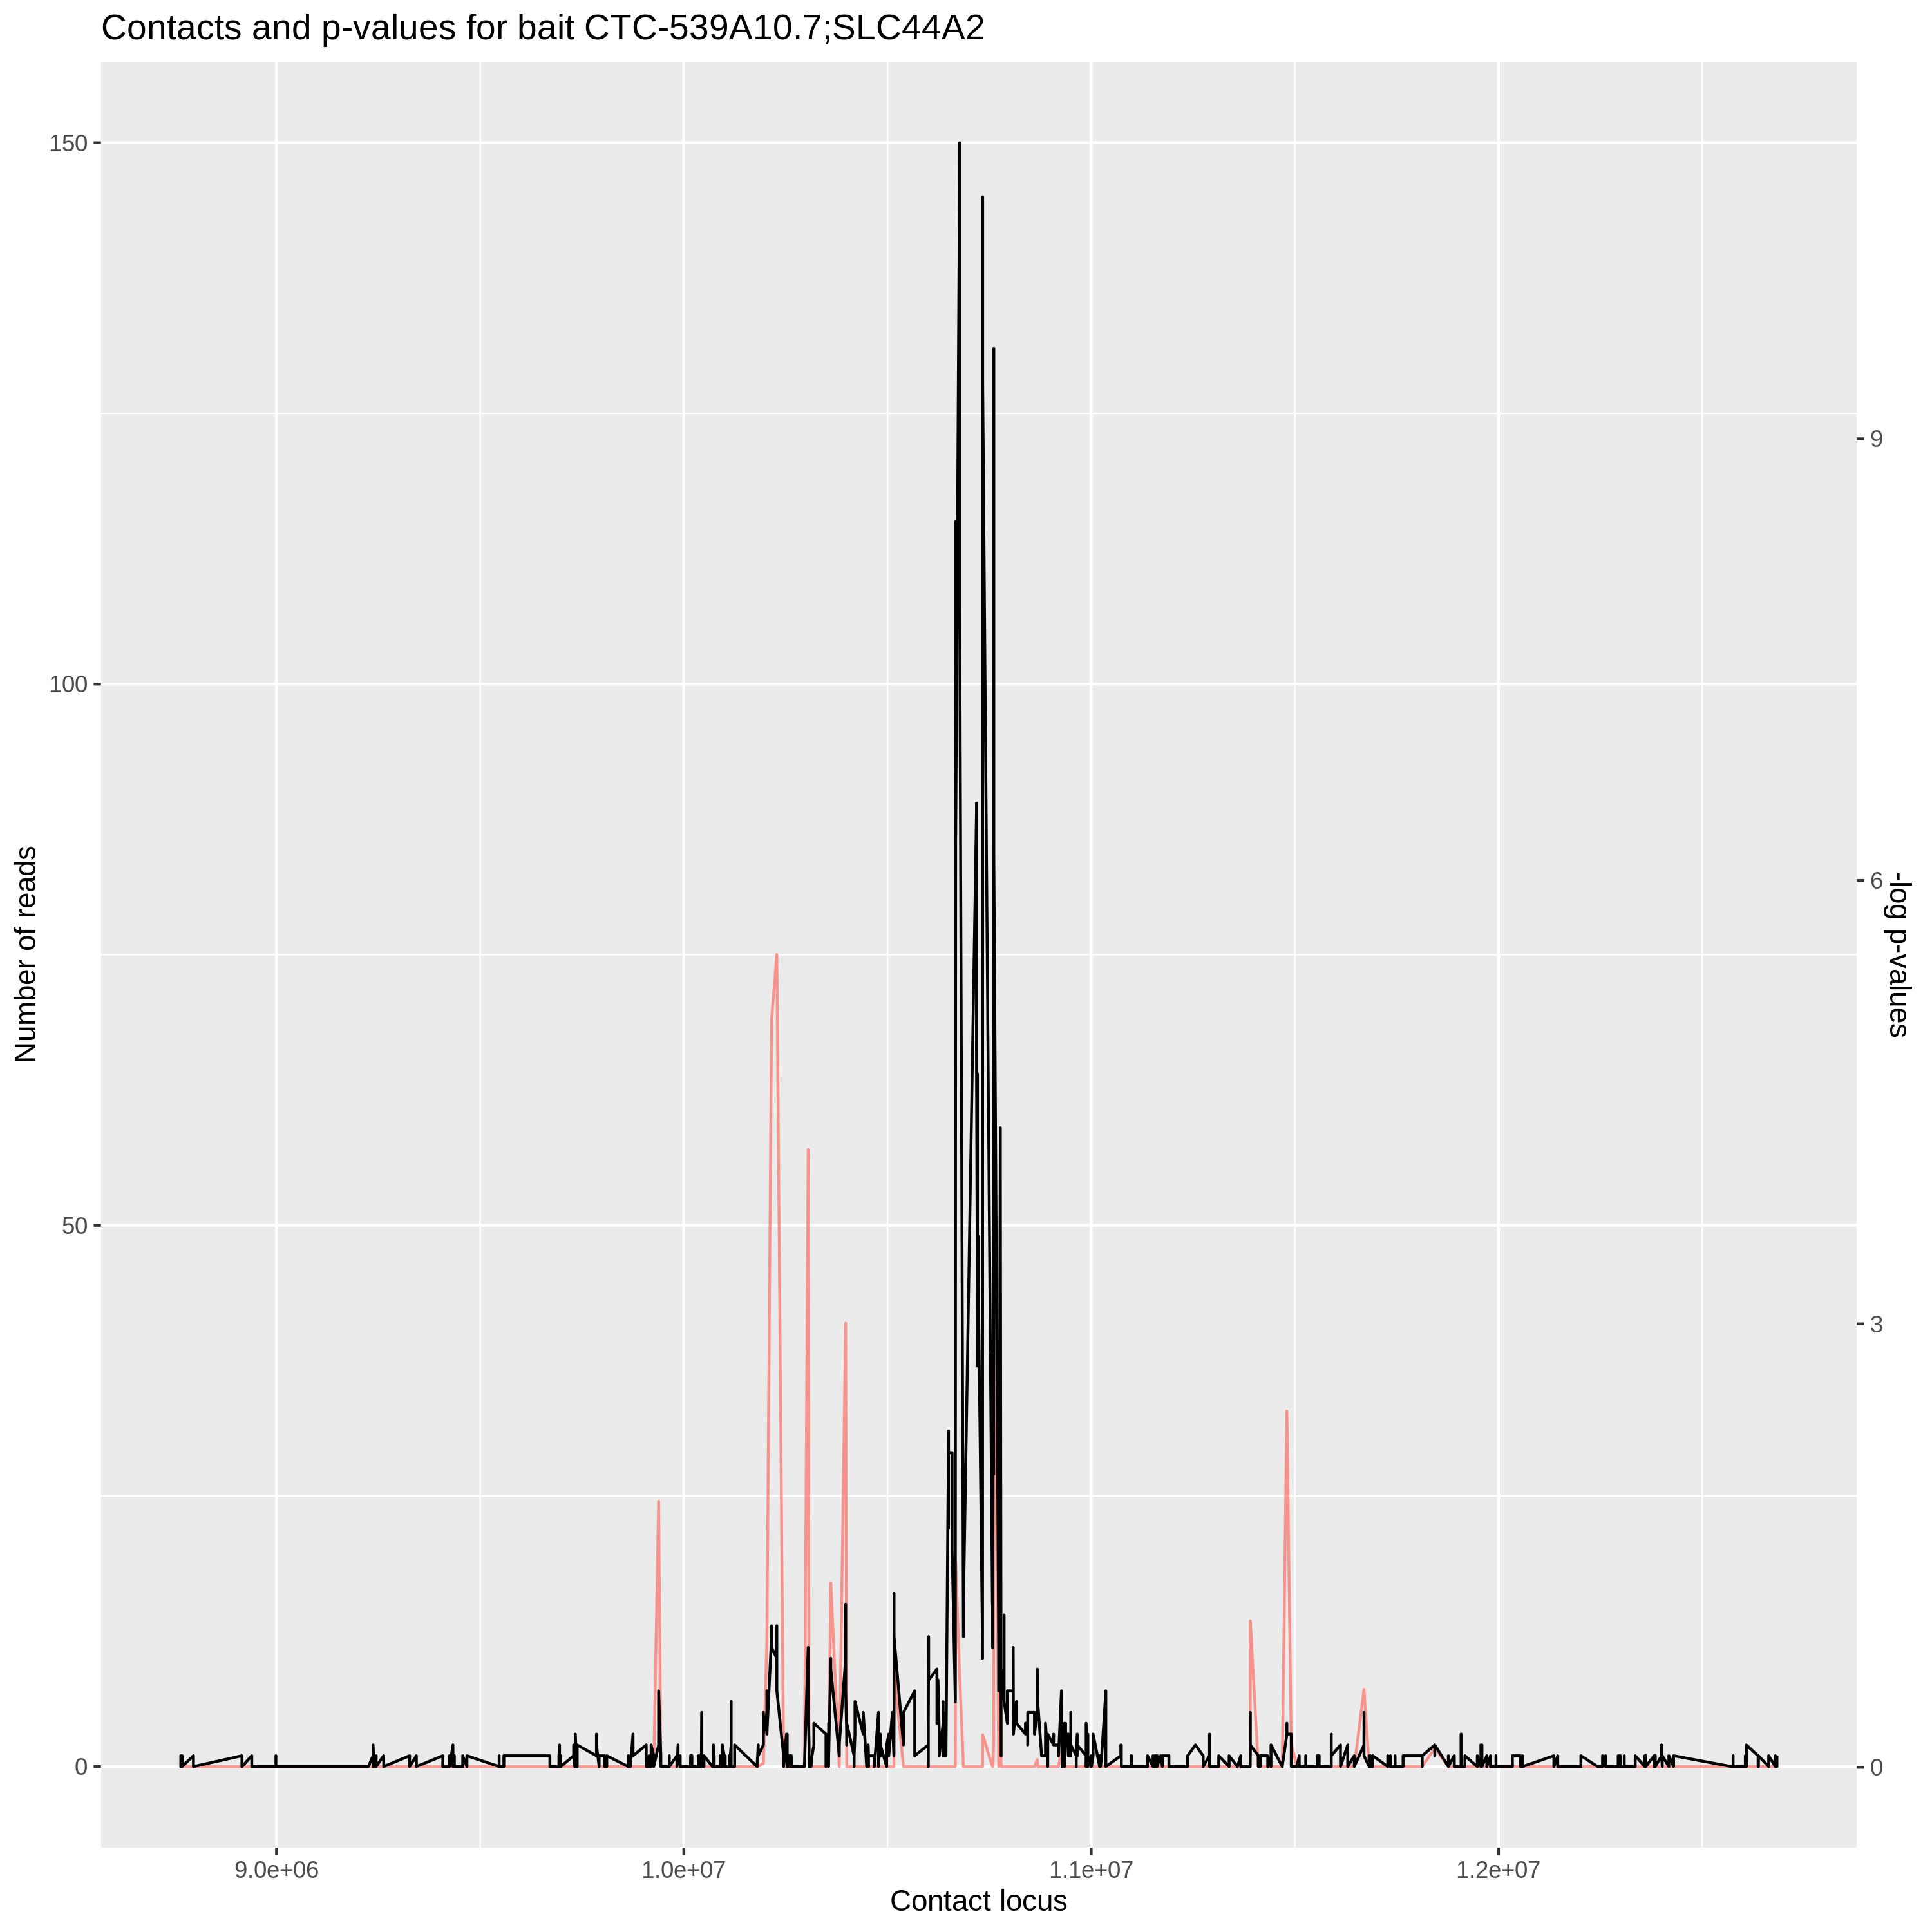 Contacts and p-values for bait CTC-539A10.7;SLC44A2
150
100
50
0
Number of reads
9
6
3
0
-log p-values
9.0e+06
1.0e+07
1.1e+07
1.2e+07
Contact locus